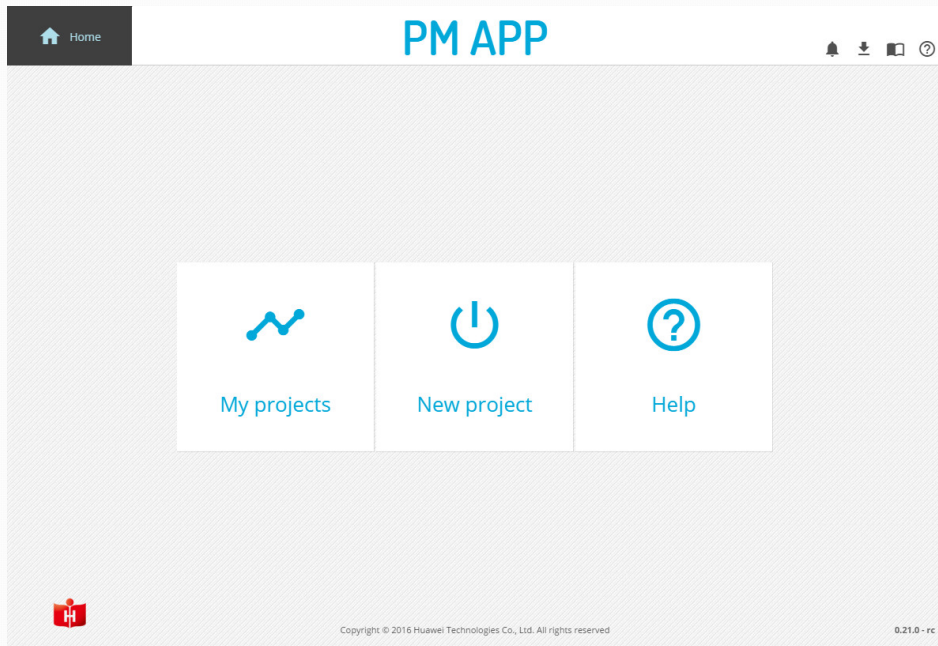 Home
PM APP
My projects
New project
Help
H
Copyright © 2016 Huawei Technologies Co., Ltd. All rights reserved
0.21.0 - rc